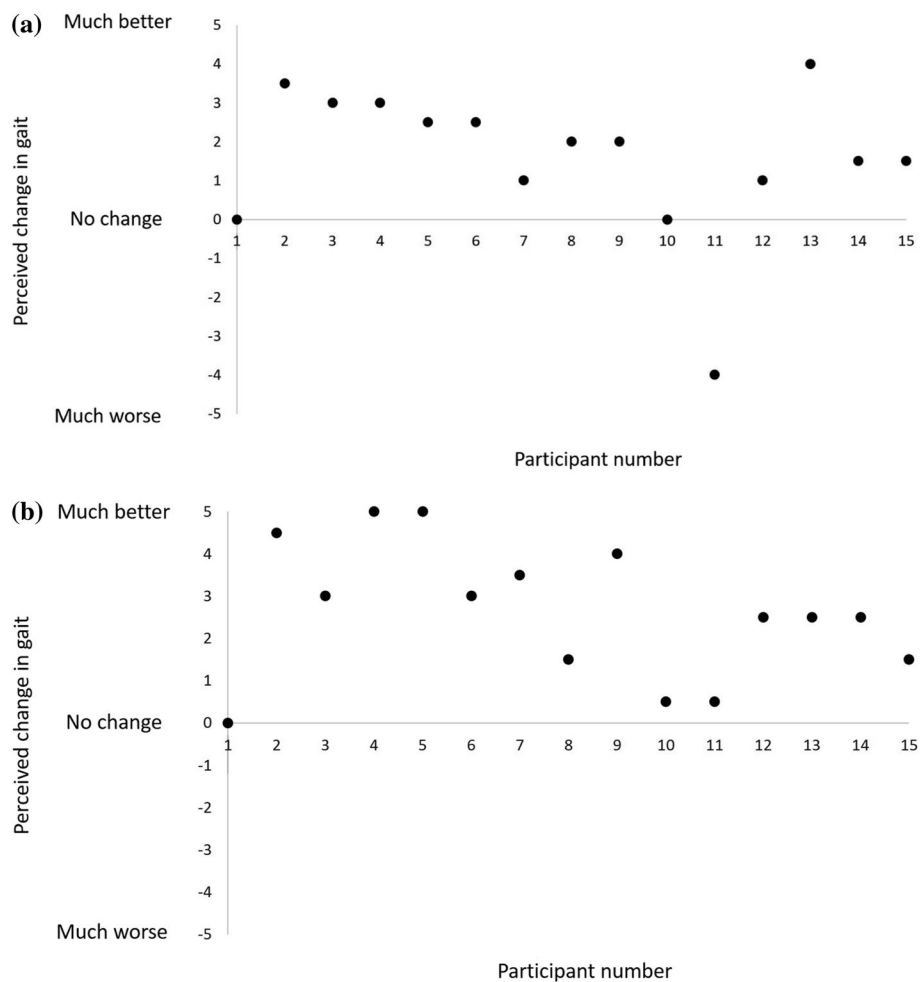 (a)
Much better
5
4
3
2
1
No change
0
-1
-2
-3
-4
Much worse
-5
Perceived change in gait
1 2 3 4 5 6 7 8 9 10 11 12 13 14 15
Participant number
(b)
Much better
5
4
3
2
1
No change
0
-1
-2
-3
-4
Much worse
-5
Perceived change in gait
1 2 3 4 5 6 7 8 9 10 11 12 13 14 15
Participant number